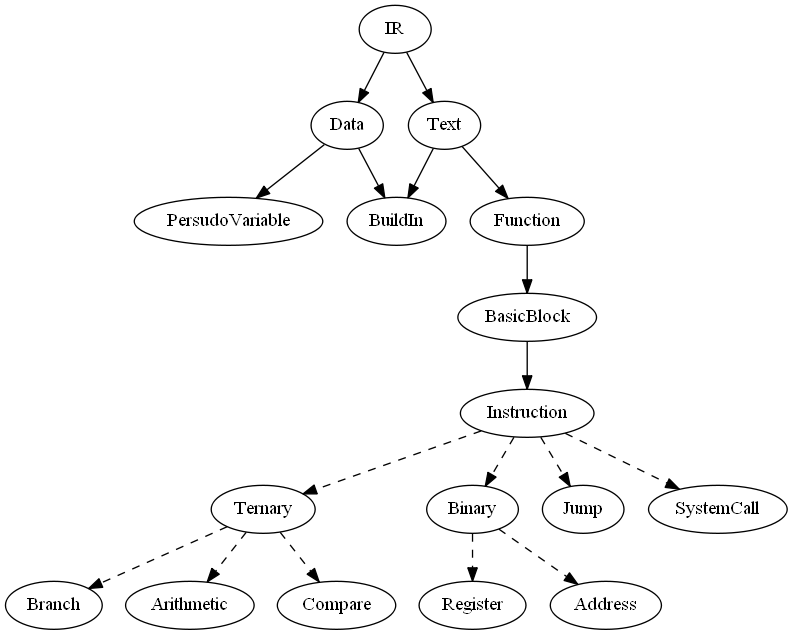 IR
Data
Text
PersudoVariable
BuildIn
Function
BasicBlock
Instruction
Ternary
Binary
Jump
SystemCall
Branch
Arithmetic
Compare
Register
Address